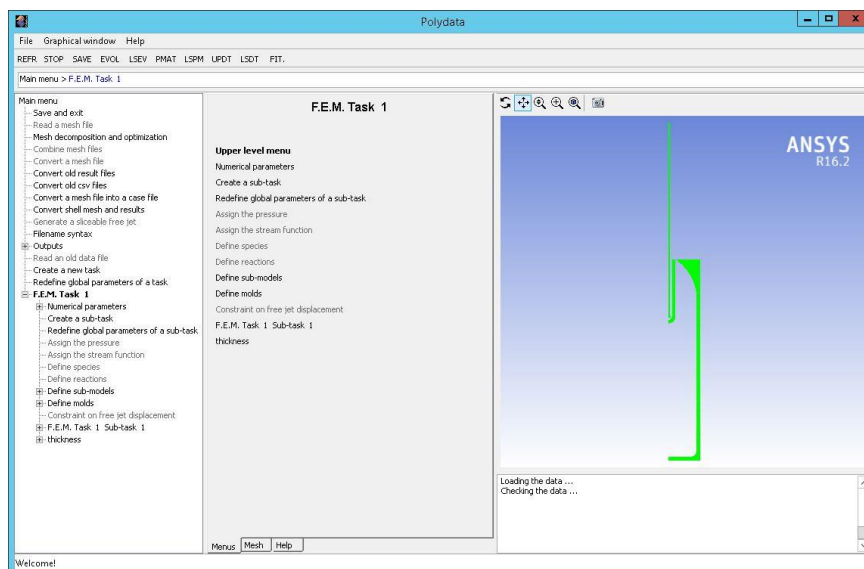 Polydata
File Graphical window Help
REFR STOP SAVE EVOL LSEV PMAT LSPM UPDT LSDT FIT.
Main menu > F.E.M. Task 1
Main menu
Save and exit
Read a mesh file
Mesh decomposition and optimization
Combine mesh files
Convert a mesh file
Convert old result files
Convert old csv files
Convert a mesh file into a case file
Convert shell mesh and results
Generate a sliceable free jet
Filename syntax
Outputs
Read an old data file
Create a new task
Redefine global parameters of a task
F.E.M. Task 1
Numerical parameters
Create a sub-task
Redefine global parameters of a sub-task
Assign the pressure
Assign the stream function
Define species
Define reactions
Define sub-models
Define molds
Constraint on free jet displacement
F.E.M. Task 1 Sub-task 1
thickness
F.E.M. Task 1
Upper level menu
Numerical parameters
Create a sub-task
Redefine global parameters of a sub-task
Assign the pressure
Assign the stream function
Define species
Define reactions
Define sub-models
Define molds
Constraint on free jet displacement
F.E.M. Task 1 Sub-task 1
thickness
Menus Mesh Help
ANSYS
R16.2
Loading the data ...
Checking the data ...
Welcome!